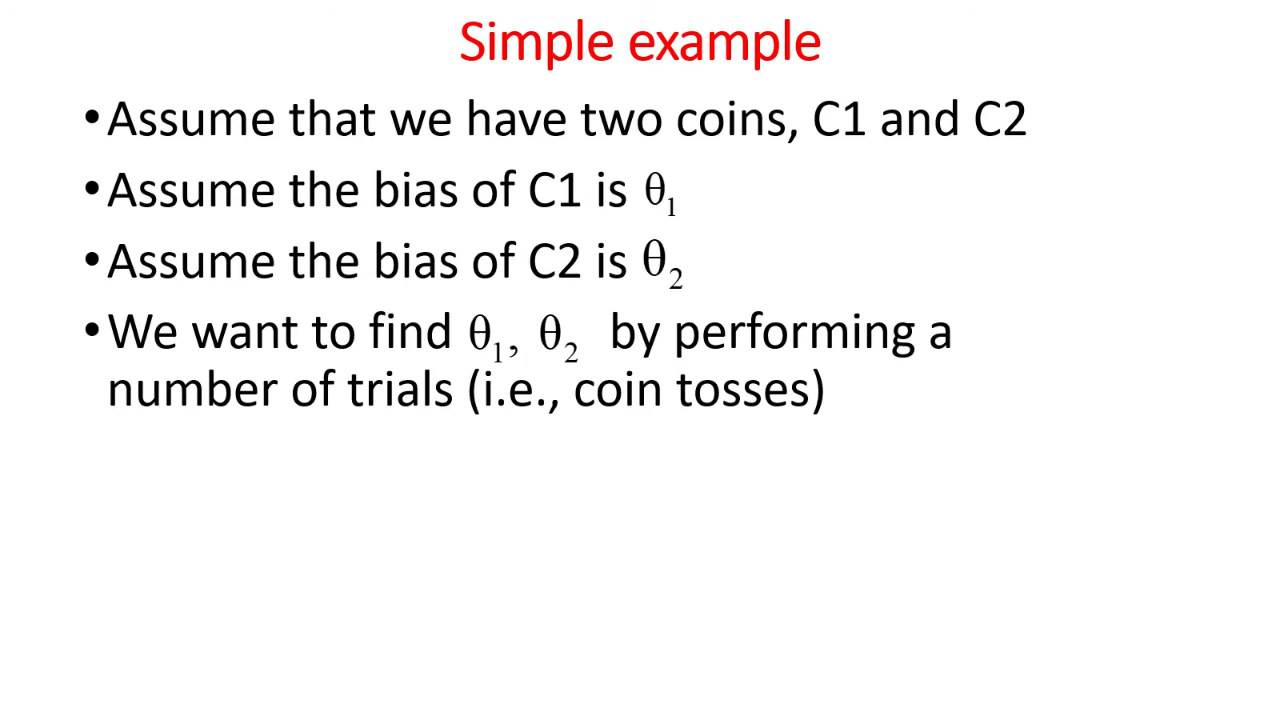 Simple example
•Assume that we have two coins, C1 and C2
•Assume the bias of C1 is θ₁
•Assume the bias of C2 is θ₂
•We want to find θ₁, θ₂ by performing a
number of trials (i.e., coin tosses)